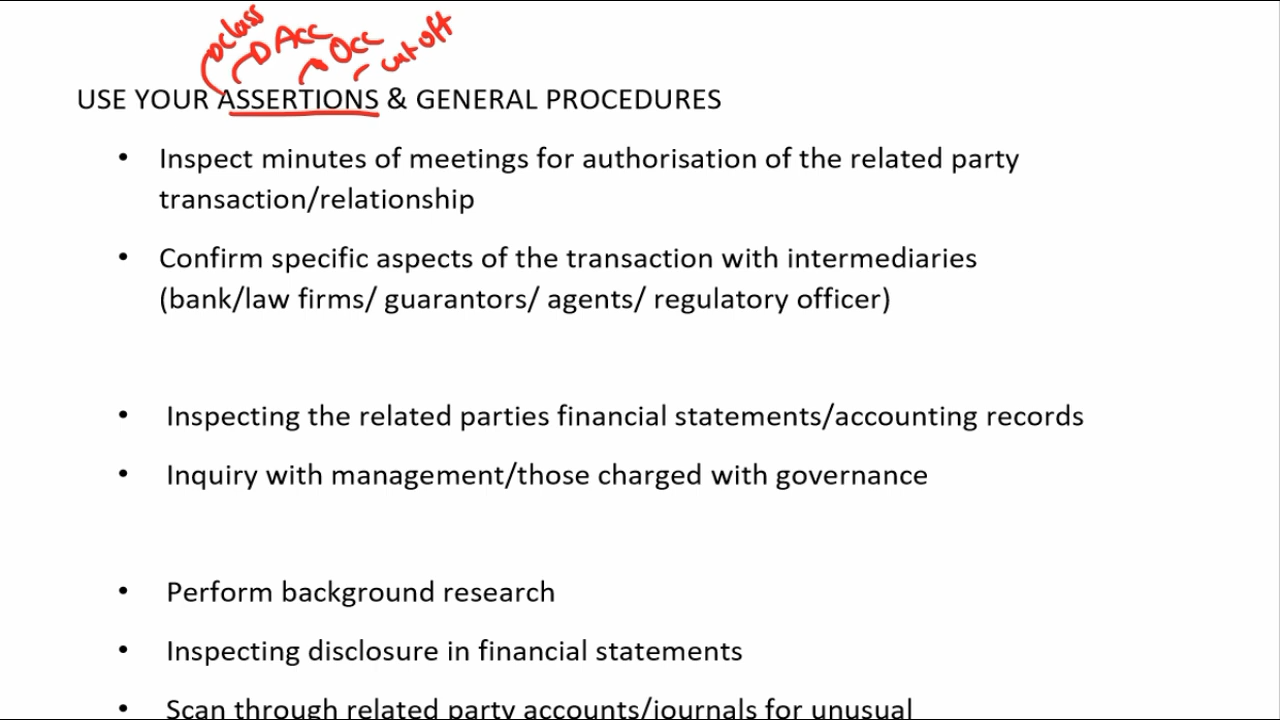 class
Acc
Occ
cut off
USE YOUR ASSERTIONS & GENERAL PROCEDURES
• Inspect minutes of meetings for authorisation of the related party
transaction/relationship
• Confirm specific aspects of the transaction with intermediaries
(bank/law firms/ guarantors/ agents/ regulatory officer)
• Inspecting the related parties financial statements/accounting records
• Inquiry with management/those charged with governance
• Perform background research
• Inspecting disclosure in financial statements
• Scan through related party accounts/journals for unusual